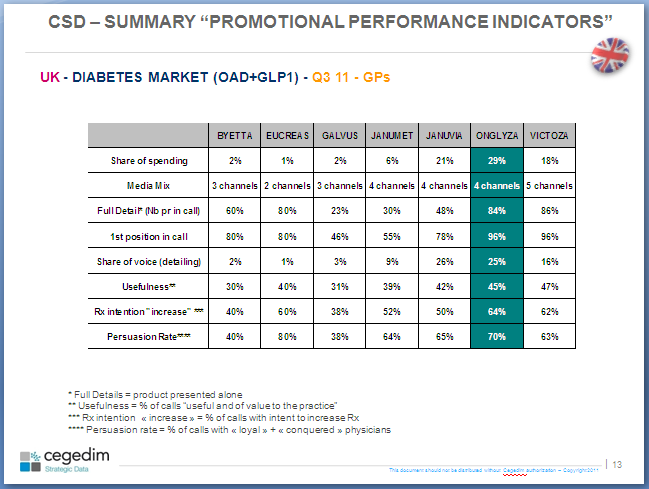 CSD – SUMMARY “PROMOTIONAL PERFORMANCE INDICATORS”
UK - DIABETES MARKET (OAD+GLP1) - Q3 11 - GPs
BYETTA EUCREAS GALVUS JANUMET JANUVIA ONGLYZA VICTOZA
Share of spending 2% 1% 2% 6% 21% 29% 18%
Media Mix 3 channels 2 channels 3 channels 4 channels 4 channels 4 channels 5 channels
Full Detail* (Nb pr in call) 60% 80% 23% 30% 48% 84% 86%
1st position in call 80% 80% 46% 55% 78% 96% 96%
Share of voice (detailing) 2% 1% 3% 9% 26% 25% 16%
Usefulness** 30% 40% 31% 39% 42% 45% 47%
Rx intention "increase" *** 40% 60% 38% 52% 50% 64% 62%
Persuasion Rate**** 40% 80% 38% 64% 65% 70% 63%
* Full Details = product presented alone
** Usefulness = % of calls “useful and of value to the practice”
*** Rx intention « increase » = % of calls with intent to increase Rx
**** Persuasion rate = % of calls with « loyal » + « conquered » physicians
cegedim
Strategic Data
This document should not be distributed without Cegedim authorization – Copyright 2011
13